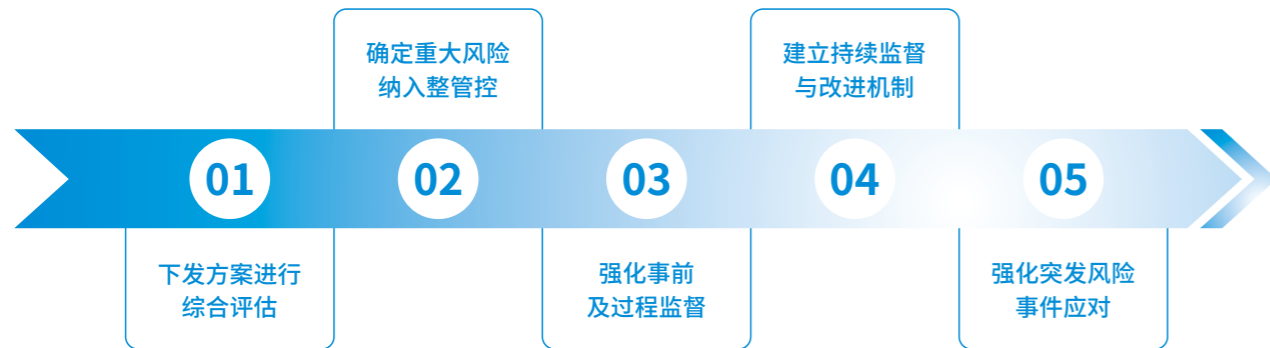 01
下发方案进行
综合评估
02
确定重大风险
纳入整管控
03
强化事前
及过程监督
04
建立持续监督
与改进机制
05
强化突发风险
事件应对